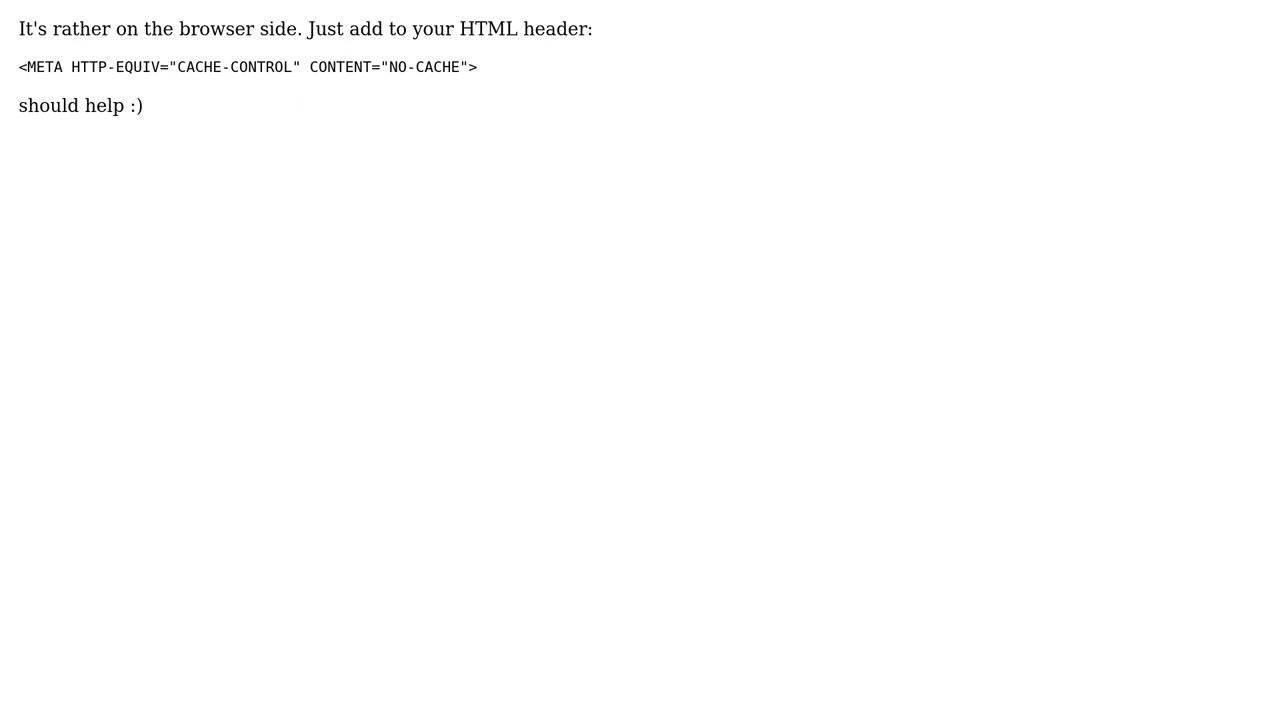 It's rather on the browser side. Just add to your HTML header:
<META HTTP-EQUIV="CACHE-CONTROL" CONTENT="NO-CACHE">
should help :)